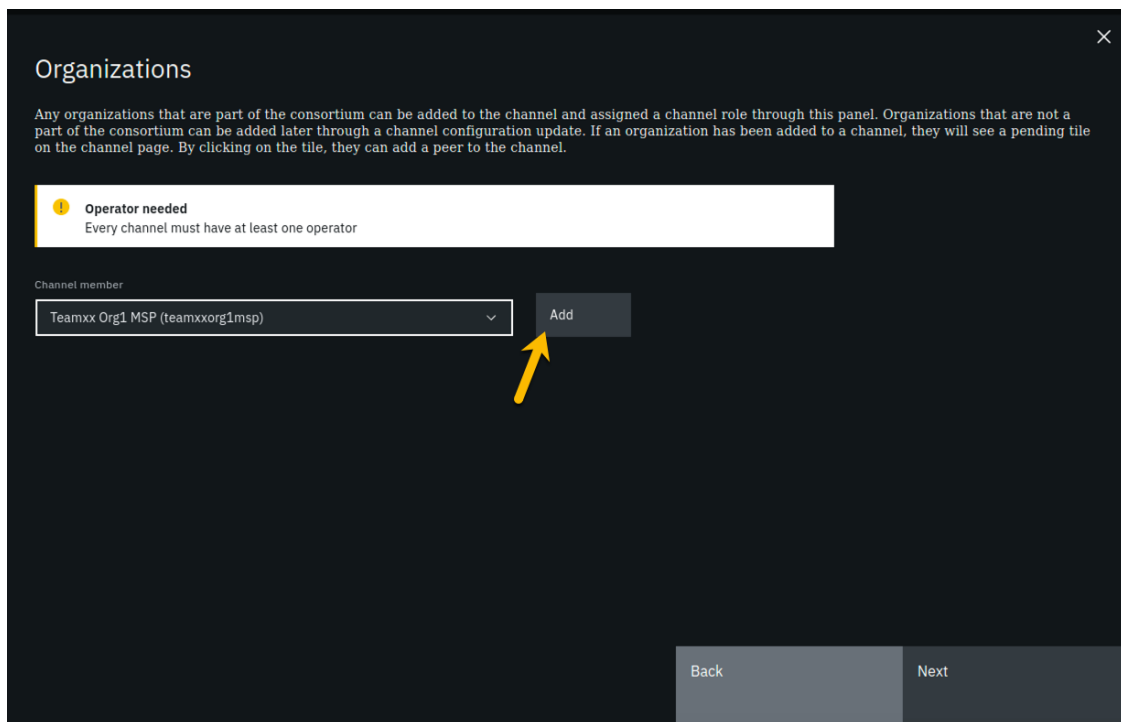 Organizations
Any organizations that are part of the consortium can be added to the channel and assigned a channel role through this panel. Organizations that are not a
part of the consortium can be added later through a channel configuration update. If an organization has been added to a channel, they will see a pending tile
on the channel page. By clicking on the tile, they can add a peer to the channel.
Operator needed
Every channel must have at least one operator
Channel member
Teamxx Org1 MSP (teamxxorg1msp)
Add
Back
Next